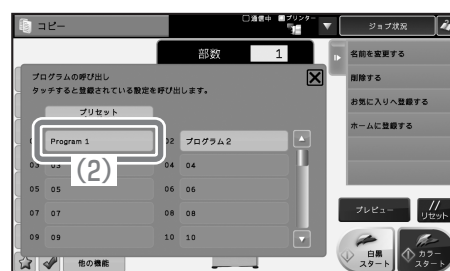 コピー
通信中 プリンター
ジョブ状況
部数 1
名前を変更する
削除する
お気に入りへ登録する
ホームに登録する
プログラムの呼び出し
タッチすると登録されている設定を呼び出します。
プリセット
Program 1
02 プログラム2
(2)
03 03
04 04
05 05
06 06
07 07
08 08
09 09
10 10
他の機能
プレビュー
リセット
白黒
スタート
カラー
スタート